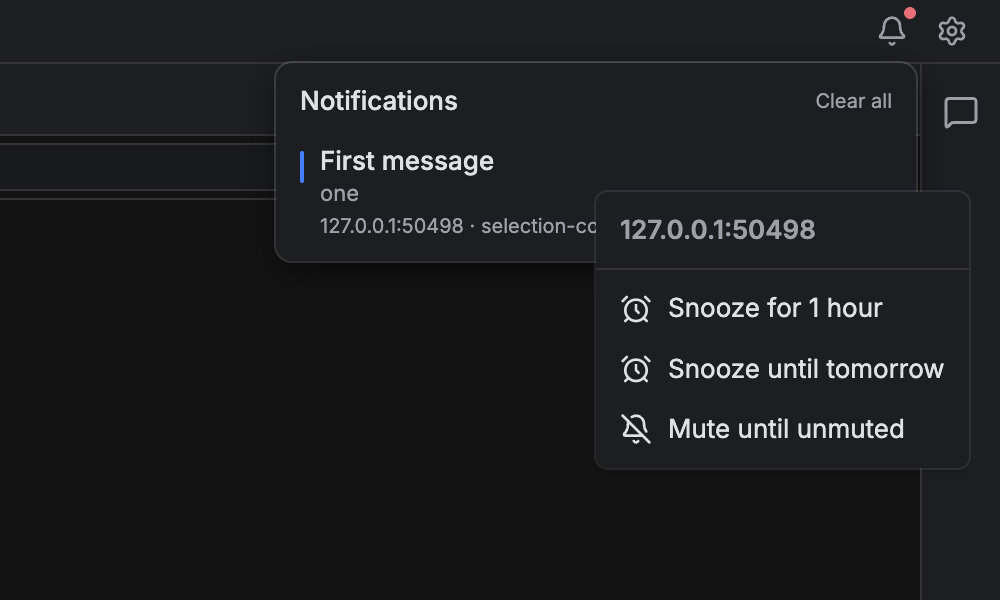 Notifications
Clear all
First message
one
127.0.0.1:50498 · selection-co
127.0.0.1:50498
Snooze for 1 hour
Snooze until tomorrow
Mute until unmuted